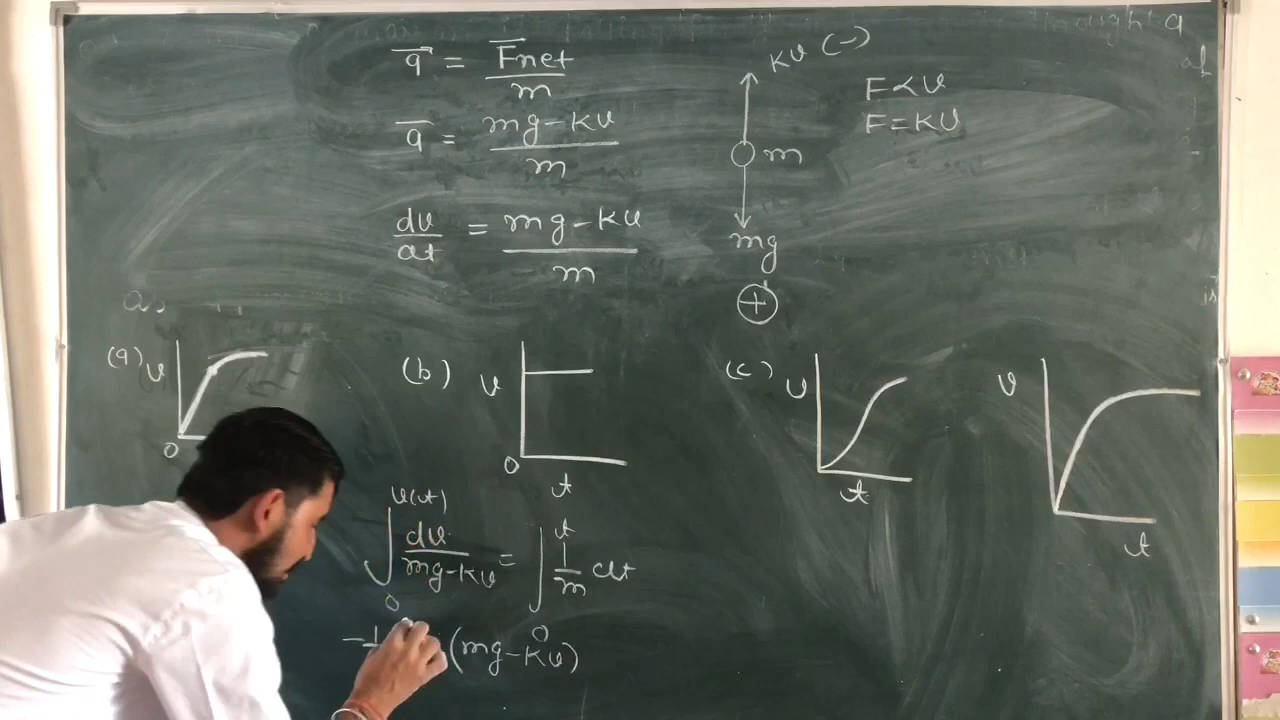 a = Fnet / m
a = mg - KV / m
dv / dt = mg - KV / m
KV (-)
m
mg
+
F ∝ V
F = KV
(a) V
0
(b) V
0
t
(c) V
t
V
t
∫ dv / mg - KV = ∫ 1 / m dt
V(t)
0
t
0
(mg - KV)